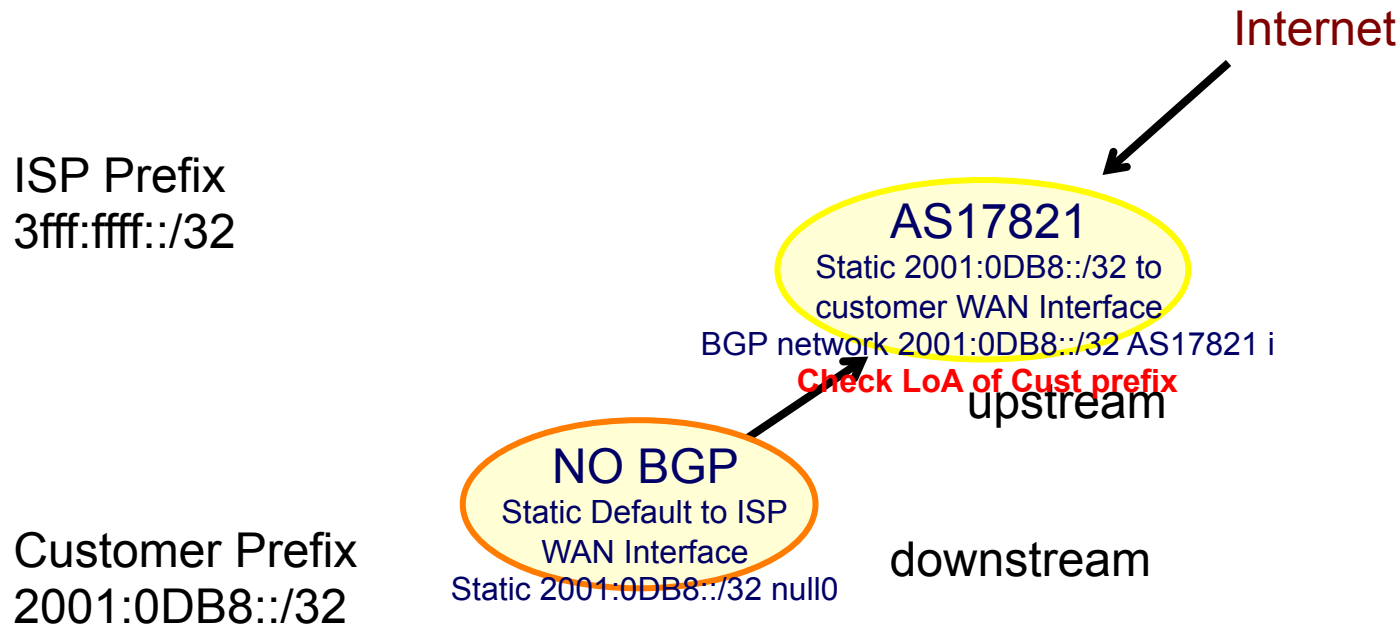 Internet
ISP Prefix
3fff:ffff::/32
AS17821
Static 2001:0DB8::/32 to
customer WAN Interface
BGP network 2001:0DB8::/32 AS17821 i
Check LoA of Cust prefix
upstream
NO BGP
Static Default to ISP
WAN Interface
Static 2001:0DB8::/32 null0
downstream
Customer Prefix
2001:0DB8::/32